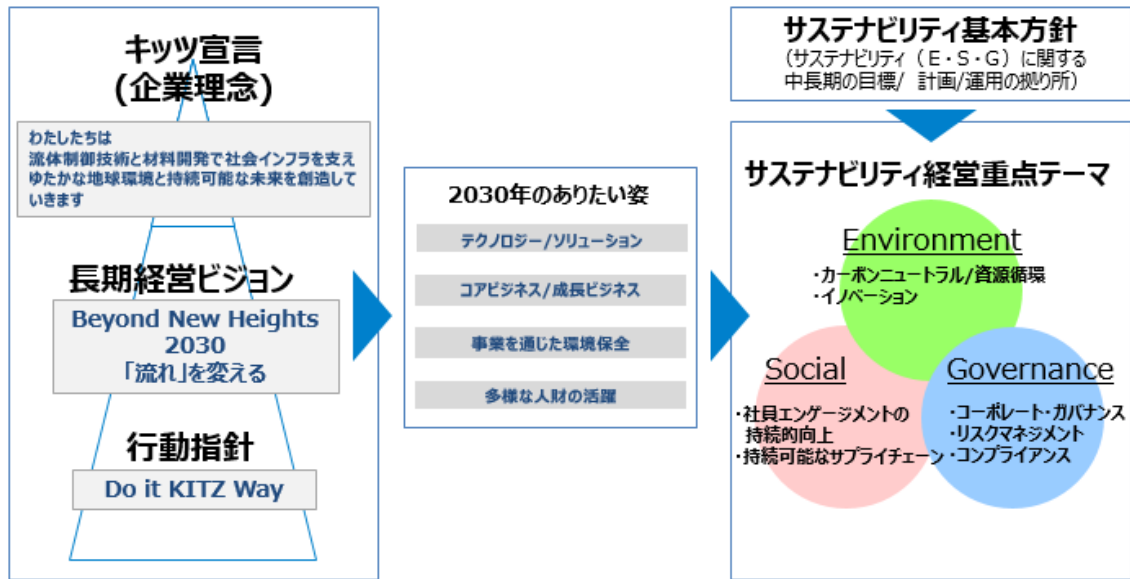 キッツ宣言
(企業理念)
わたしたちは
流体制御技術と材料開発で社会インフラを支え
ゆたかな地球環境と持続可能な未来を創造して
いきます
長期経営ビジョン
Beyond New Heights
2030
「流れ」を変える
行動指針
Do it KITZ Way
2030年のありたい姿
テクノロジー/ソリューション
コアビジネス/成長ビジネス
事業を通じた環境保全
多様な人財の活躍
サステナビリティ基本方針
(サステナビリティ(E・S・G)に関する
中長期の目標/ 計画/運用の拠り所)
サステナビリティ経営重点テーマ
Environment
・カーボンニュートラル/資源循環
・イノベーション
Social
・社員エンゲージメントの
持続的向上
・持続可能なサプライチェーン
Governance
・コーポレート・ガバナンス
・リスクマネジメント
・コンプライアンス